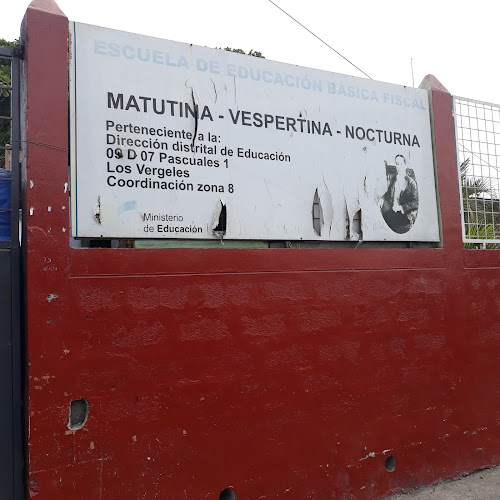 ESCUELA DE EDUCACIÓN BÁSICA FISCAL
MATUTINA - VESPERTINA - NOCTURNA
Perteneciente a la:
Dirección distrital de Educación
09 D 07 Pascuales 1
Los Vergeles
Coordinación zona 8
Ministerio
de Educación